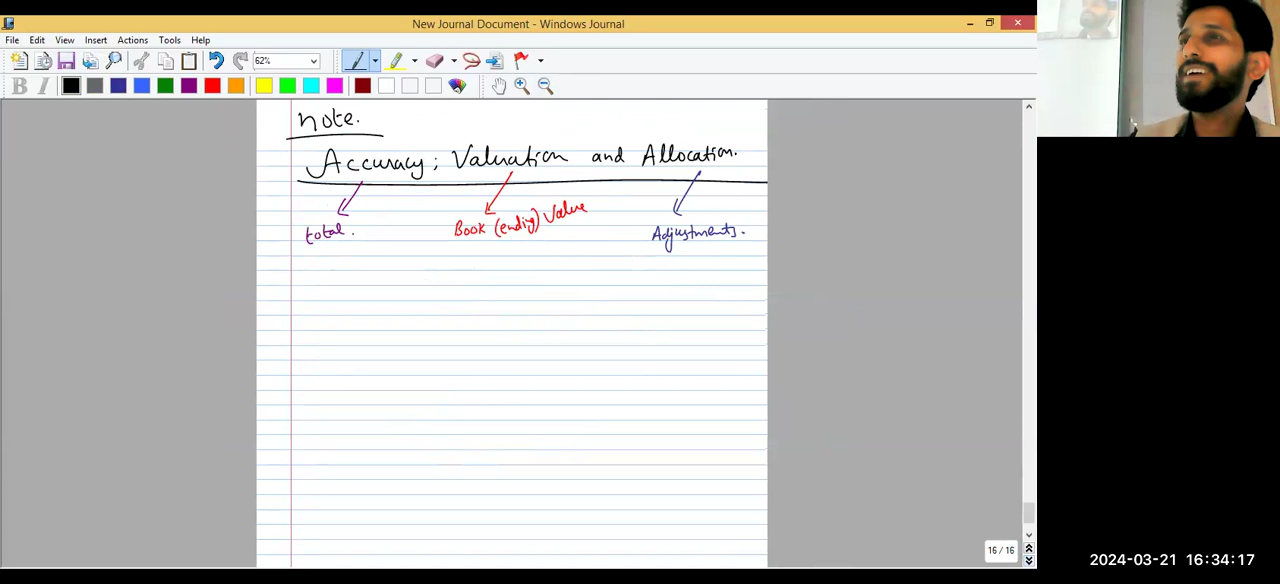 New Journal Document - Windows Journal
File Edit View Insert Actions Tools Help
62%
B I
note.
Accuracy; Valuation and Allocation.
total.
Book (endig) Value
Adjustments.
16 / 16
2024-03-21 16:34:17